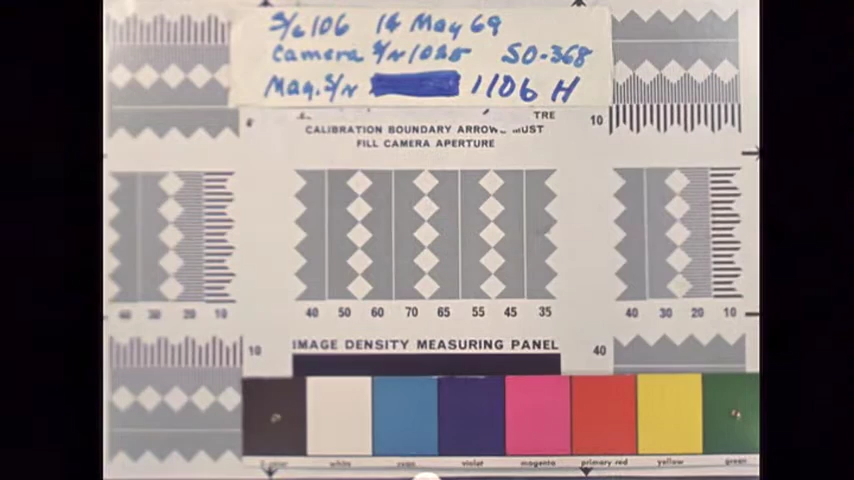 S/C 106 14 May 69
Camera S/N 1025 SO-368
Mag. S/N 1106 H
TRE
10
CALIBRATION BOUNDARY ARROWS MUST
FILL CAMERA APERTURE
40 30 20 10
40 50 60 70 65 55 45 35
40 30 20 10
10 IMAGE DENSITY MEASURING PANEL 40
white cyan violet magenta primary red yellow green